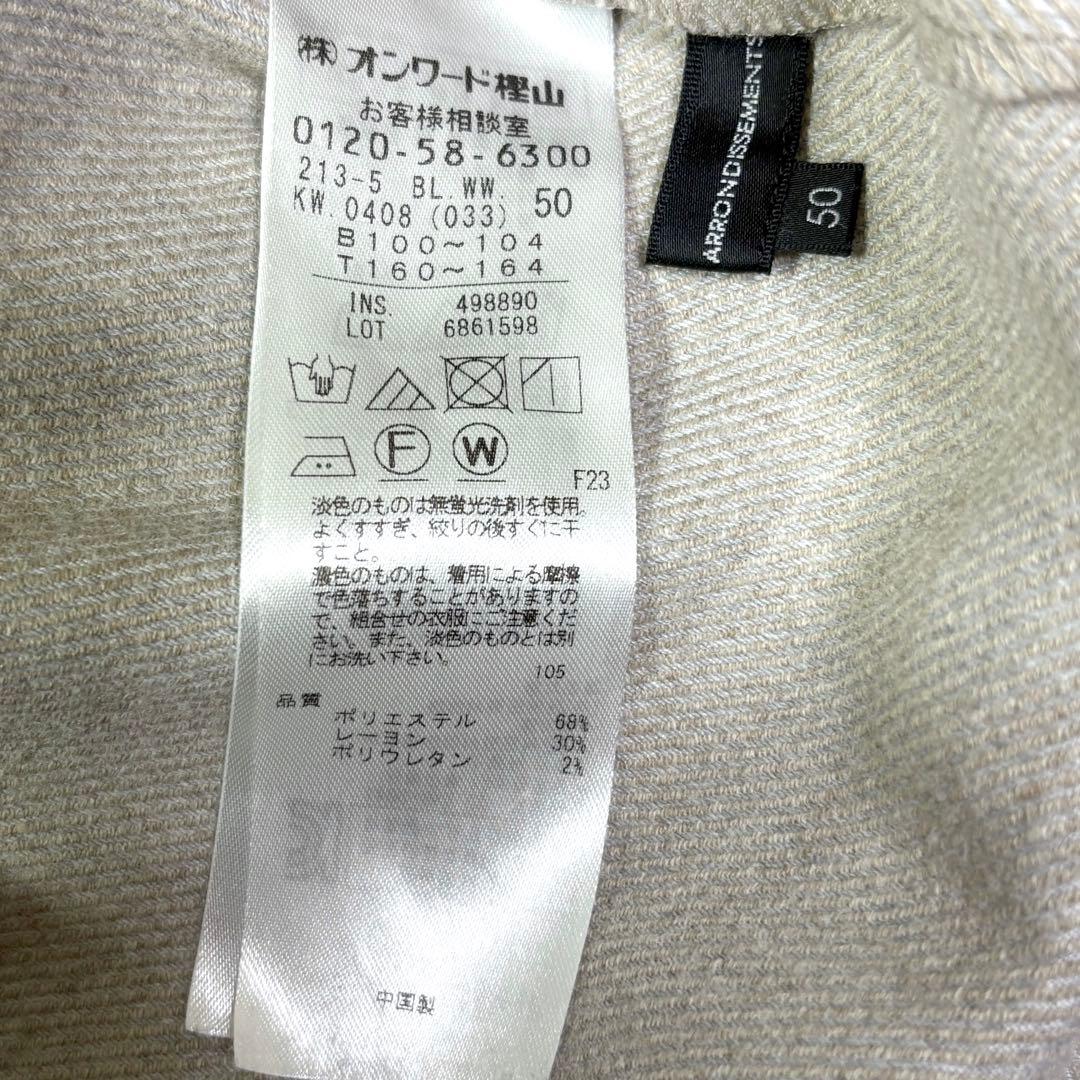 (株) オンワード樫山
お客様相談室
0120-58-6300
213-5 BL.WW. 50
KW.0408 (033)
B100~104
T160~164
INS 498890
LOT 6861598
F W
F23
淡色のものは無蛍光洗剤を使用。
よくすすぎ、絞りの後すぐに干
すこと。
濃色のものは、着用による摩擦
で色落ちすることがありますの
で、組合せの衣服にご注意くだ
さい。また、淡色のものとは別
にお洗い下さい。
105
品質
ポリエステル 68%
レーヨン 30%
ポリウレタン 2%
中国製
ARRONDISSEMENTS
50